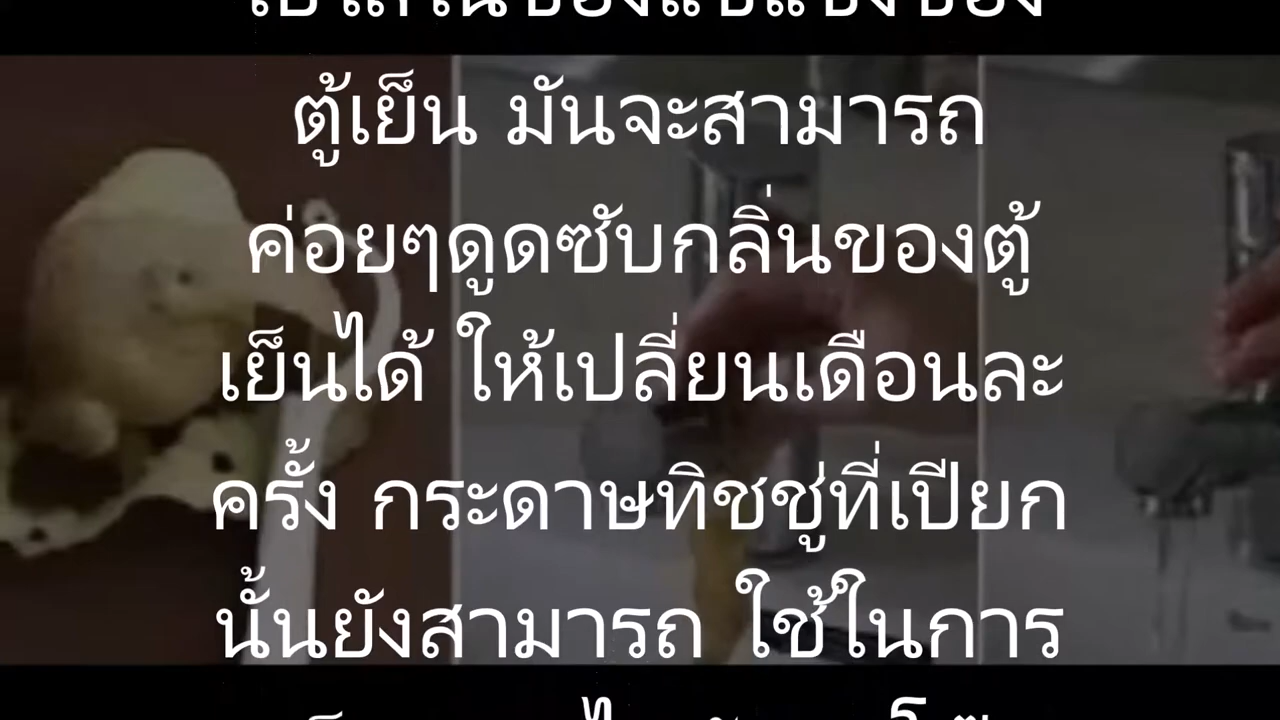 ตู้เย็น มันจะสามารถ
ค่อยๆดูดซับกลิ่นของตู้
เย็นได้ ให้เปลี่ยนเดือนละ
ครั้ง กระดาษทิชชู่ที่เปียก
นั้นยังสามารถ ใช้ในการ